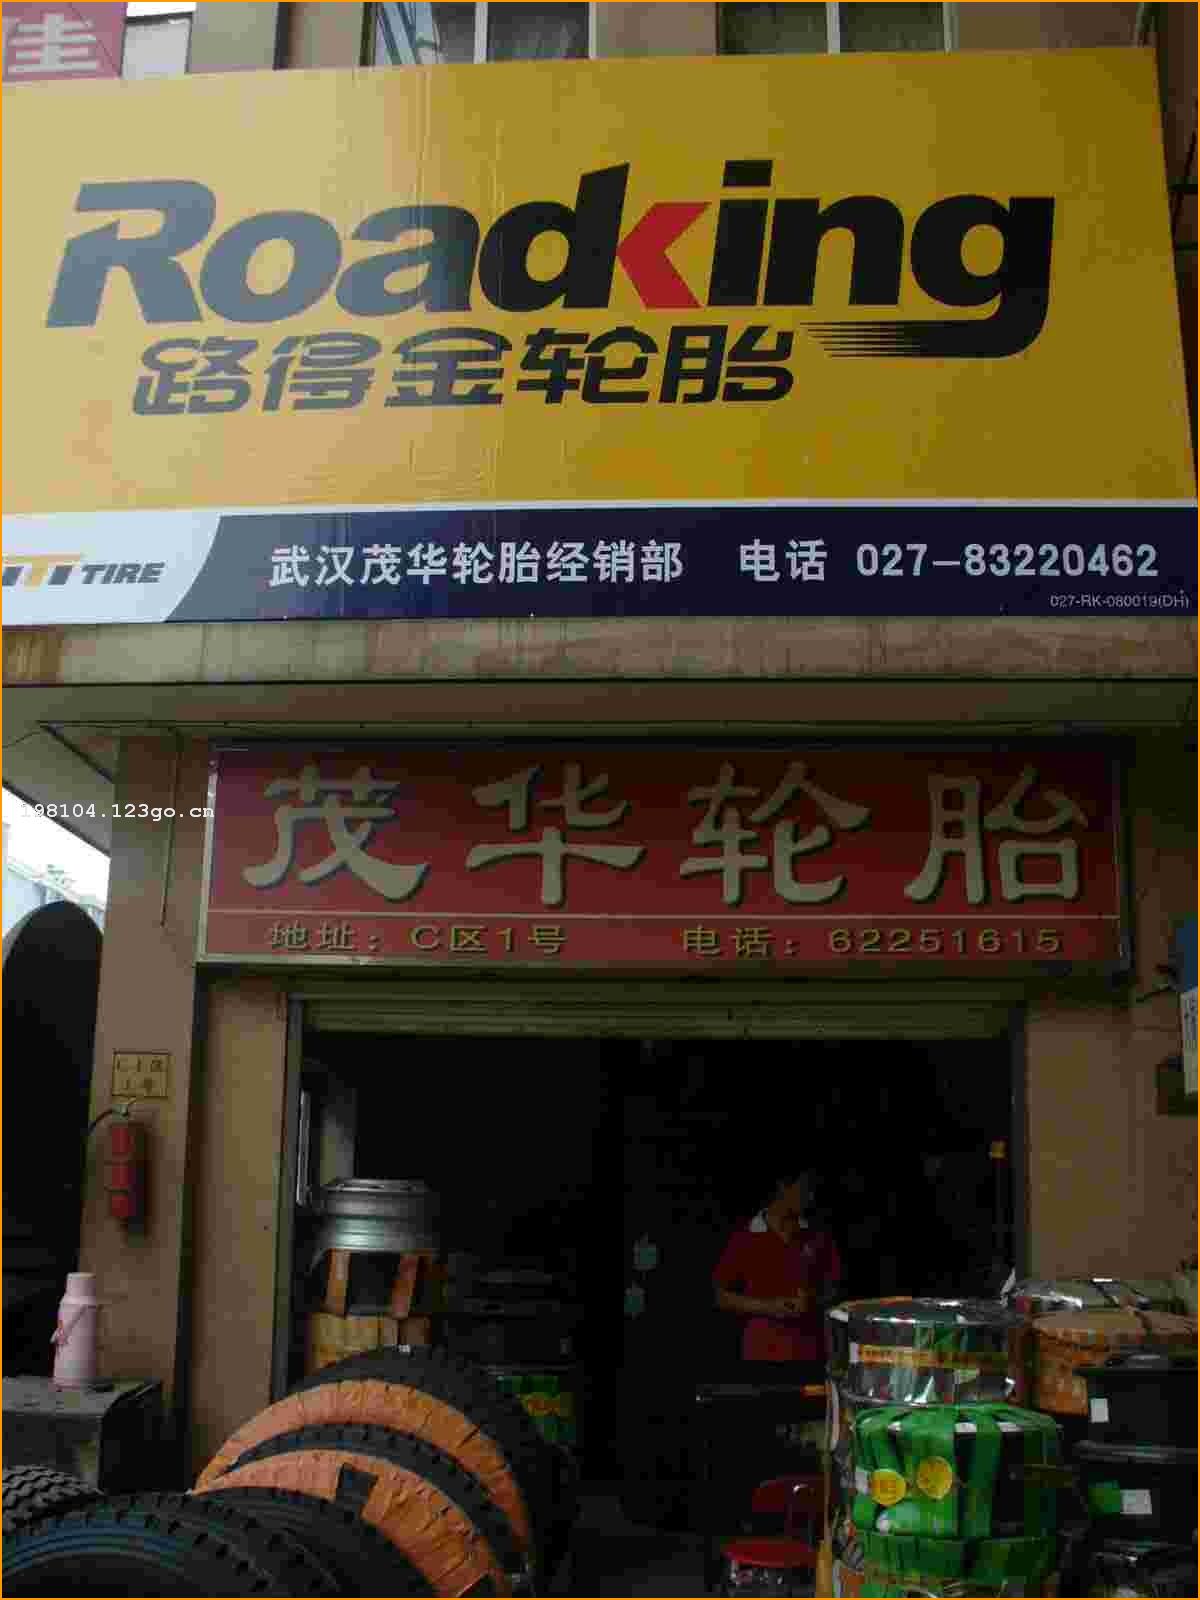 佳
Roadking
路得金轮胎
TIRE
武汉茂华轮胎经销部 电话 027-83220462
027-RK-080019(DH)
198104.123go.cn
茂华轮胎
地址：C区1号 电话：62251615